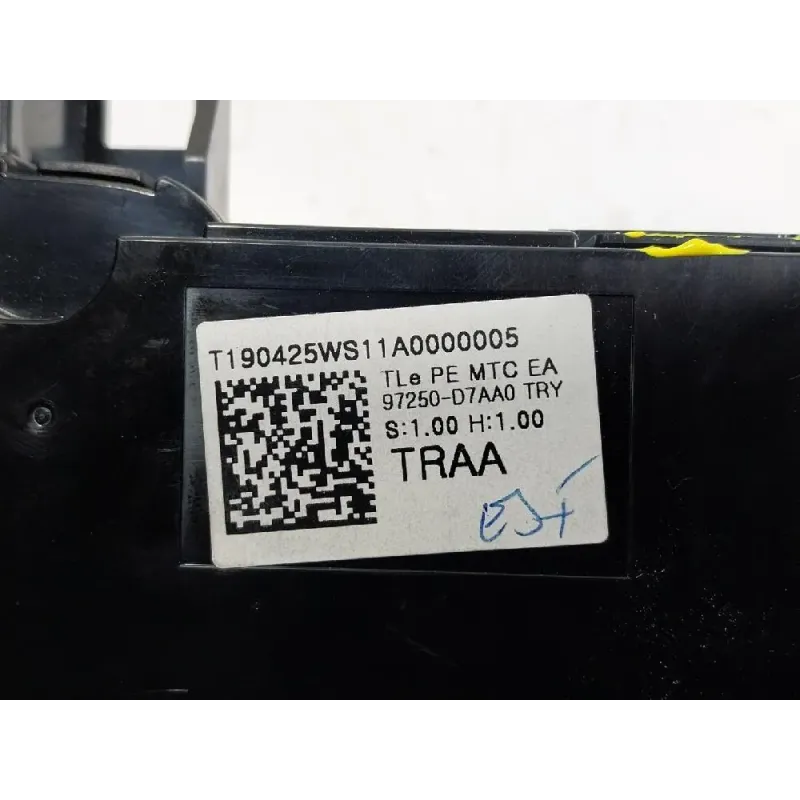 T190425WS11A0000005
TLe PE MTC EA
97250-D7AA0 TRY
S:1.00 H:1.00
TRAA